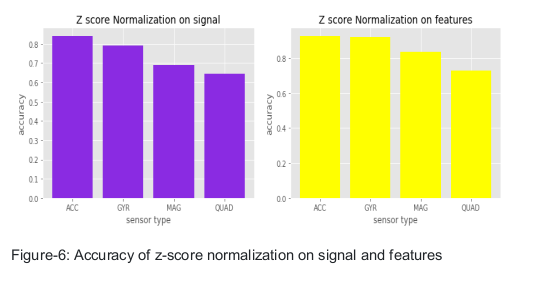 Z score Normalization on signal
0.8
0.7
0.6
0.5
0.4
0.3
0.2
0.1
0.0
accuracy
ACC GYR MAG QUAD
sensor type
Z score Normalization on features
0.8
0.6
0.4
0.2
0.0
accuracy
ACC GYR MAG QUAD
sensor type
Figure-6: Accuracy of z-score normalization on signal and features